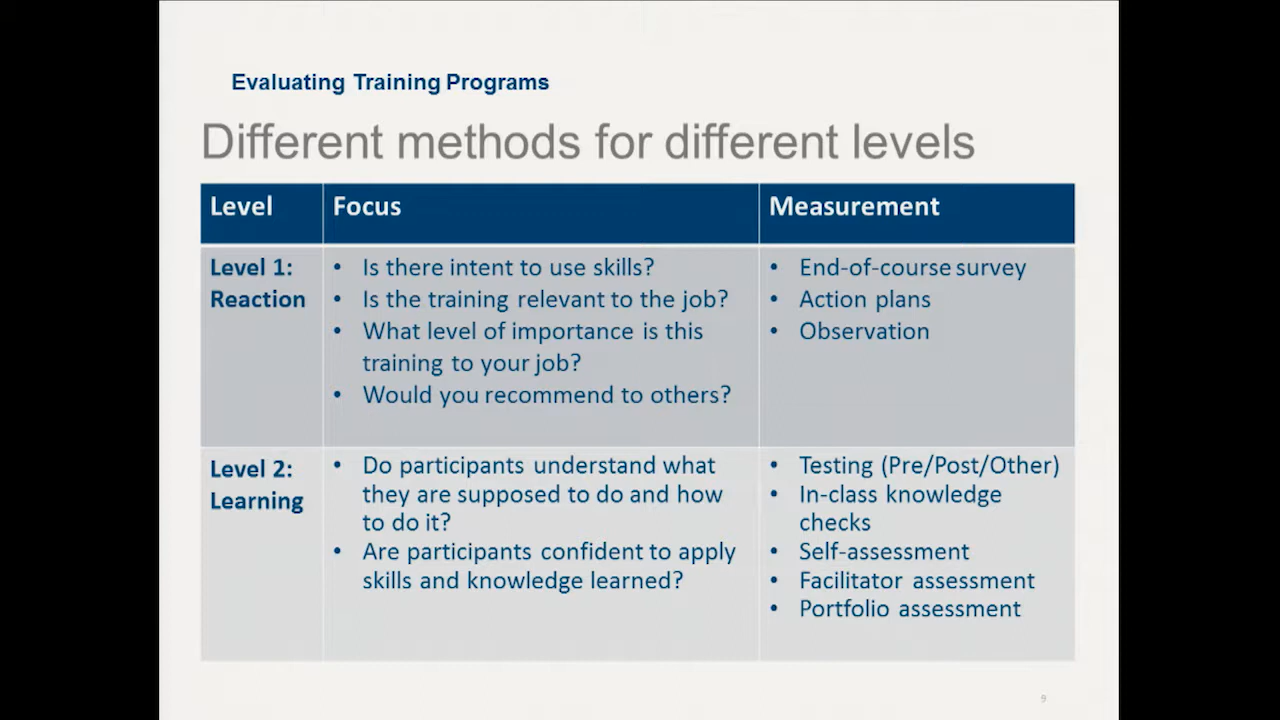 Evaluating Training Programs
Different methods for different levels
Level
Focus
Measurement
Level 1:
Reaction
• Is there intent to use skills?
• Is the training relevant to the job?
• What level of importance is this
training to your job?
• Would you recommend to others?
• End-of-course survey
• Action plans
• Observation
Level 2:
Learning
• Do participants understand what
they are supposed to do and how
to do it?
• Are participants confident to apply
skills and knowledge learned?
• Testing (Pre/Post/Other)
• In-class knowledge
checks
• Self-assessment
• Facilitator assessment
• Portfolio assessment
9